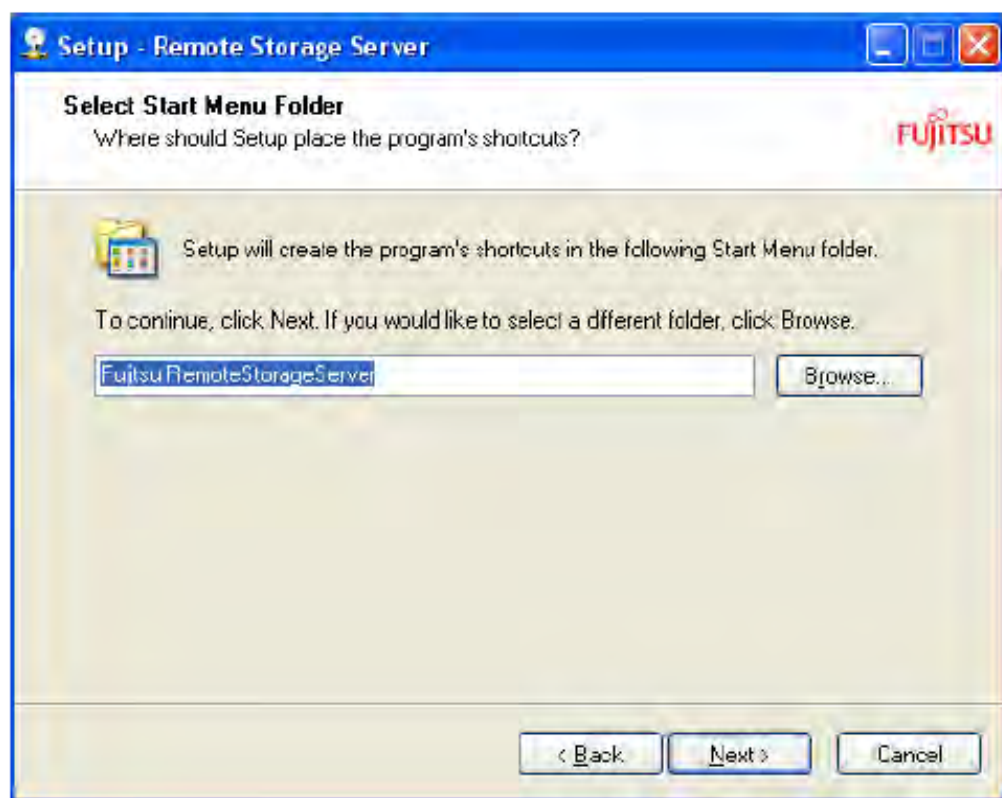 Setup - Remote Storage Server
Select Start Menu Folder
Where should Setup place the program's shortcuts?
FUJITSU
Setup will create the program's shortcuts in the following Start Menu folder.
To continue, click Next. If you would like to select a different folder, click Browse.
Fujitsu RemoteStorageServer
Browse...
< Back
Next >
Cancel